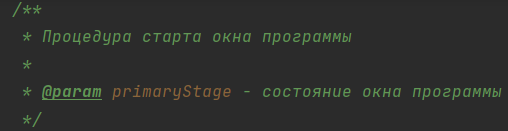 /**
* Процедура старта окна программы
*
* @param primaryStage - состояние окна программы
*/